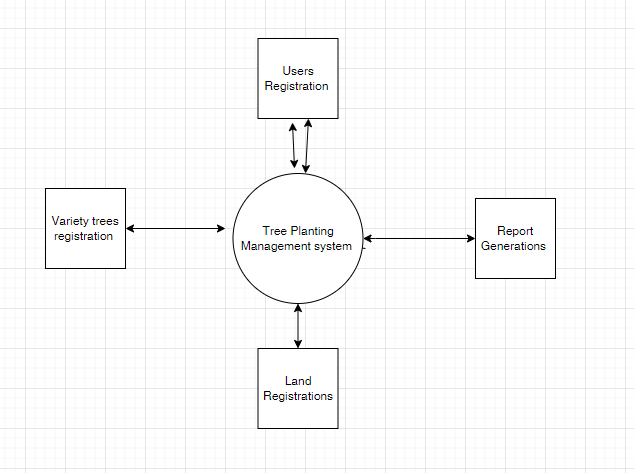 Users
Registration
Variety trees
registration
Tree Planting
Management system
Report
Generations
Land
Registrations